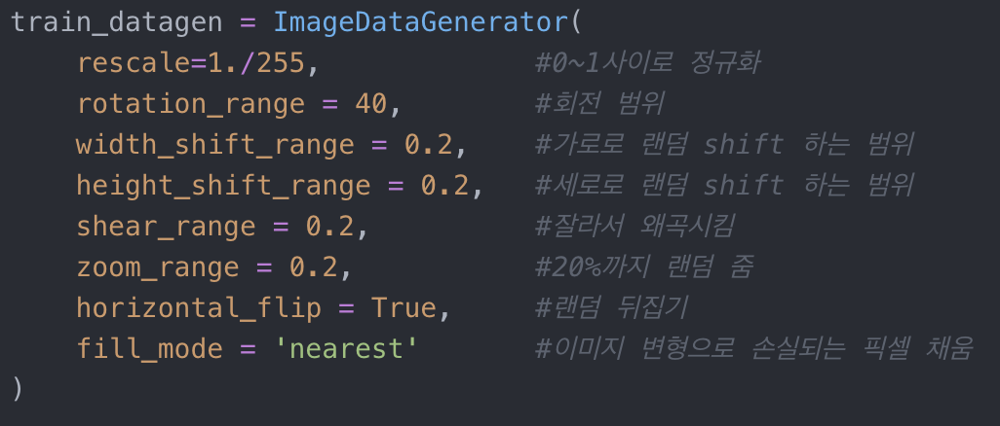 train_datagen = ImageDataGenerator(
rescale=1./255, #0~1사이로 정규화
rotation_range = 40, #회전 범위
width_shift_range = 0.2, #가로로 랜덤 shift 하는 범위
height_shift_range = 0.2, #세로로 랜덤 shift 하는 범위
shear_range = 0.2, #잘라서 왜곡시킴
zoom_range = 0.2, #20%까지 랜덤 줌
horizontal_flip = True, #랜덤 뒤집기
fill_mode = 'nearest' #이미지 변형으로 손실되는 픽셀 채움
)